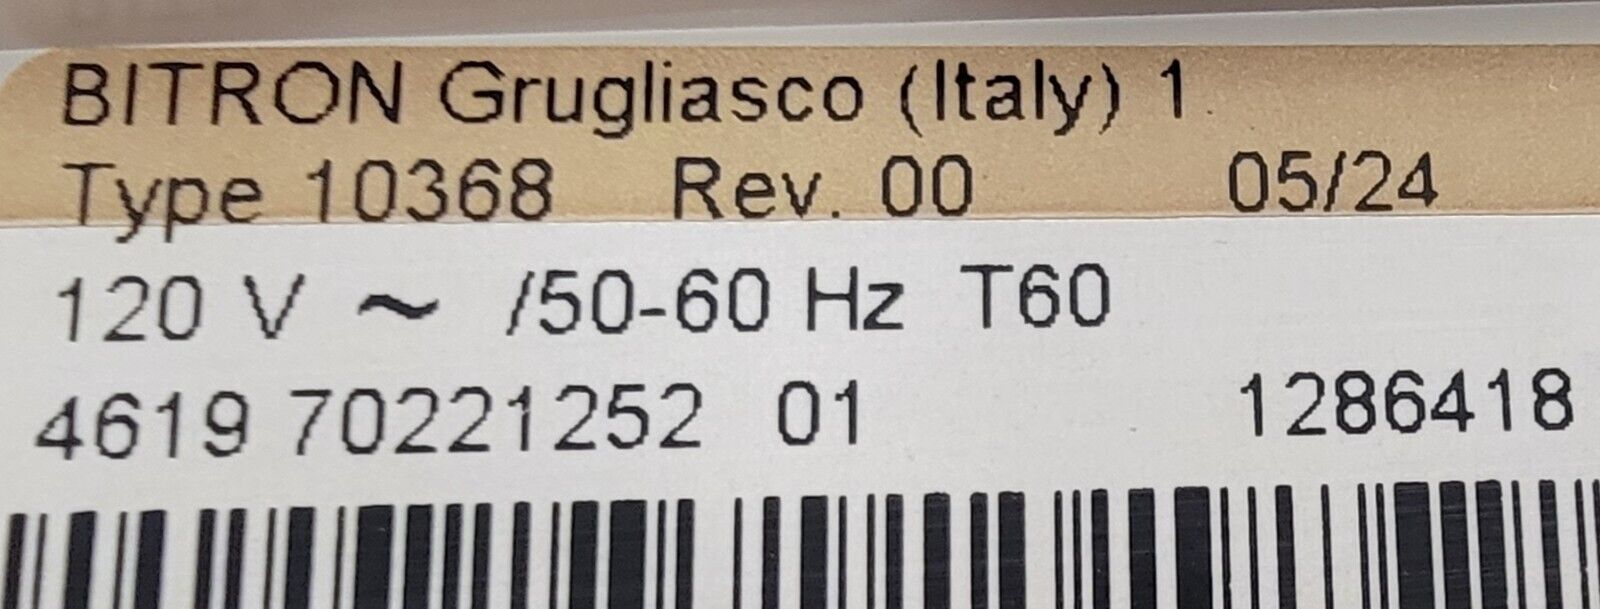 BITRON Grugliasco (Italy) 1
Type 10368 Rev. 00 05/24
120 V ~ /50-60 Hz T60
4619 70221252 01 1286418